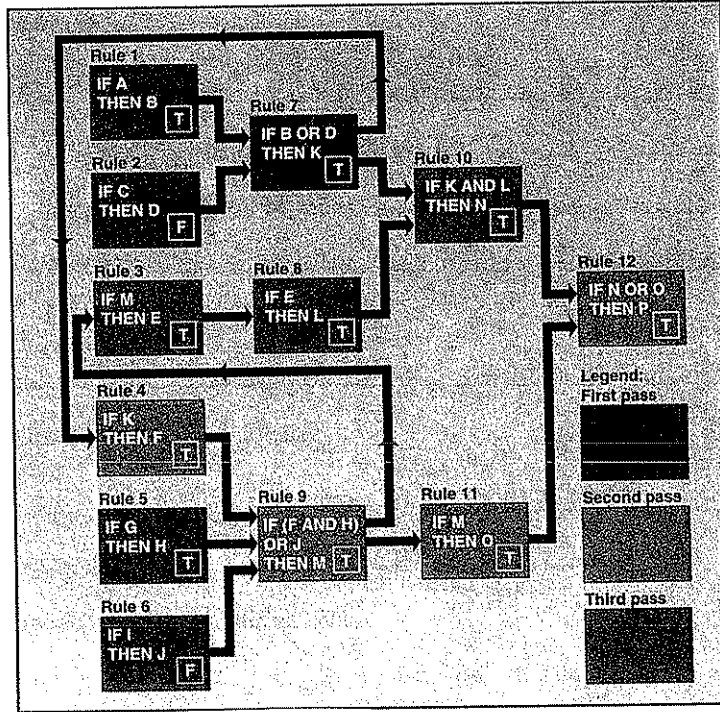 Rule 1
IF A
THEN B
T
Rule 2
IF C
THEN D
F
Rule 3
IF M
THEN E
T
Rule 4
IF K
THEN F
T
Rule 5
IF G
THEN H
T
Rule 6
IF I
THEN J
F
Rule 7
IF B OR D
THEN K
T
Rule 8
IF E
THEN L
T
Rule 9
IF (F AND H)
OR J
THEN M
T
Rule 10
IF K AND L
THEN N
T
Rule 11
IF M
THEN O
T
Rule 12
IF N OR O
THEN P
T
Legend:
First pass
Second pass
Third pass